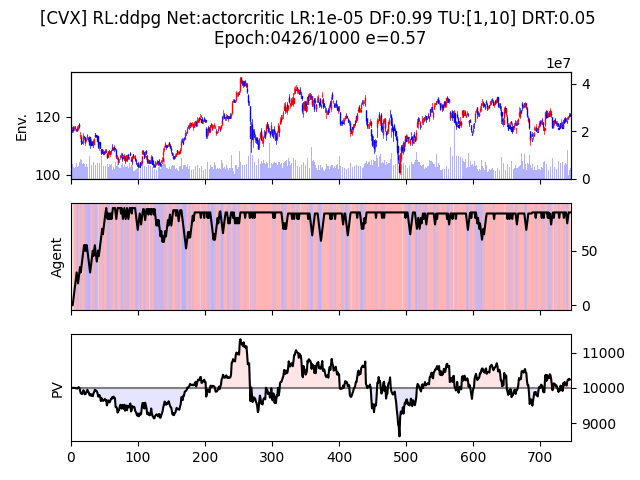 [CVX] RL:ddpg Net:actorcritic LR:1e-05 DF:0.99 TU:[1,10] DRT:0.05
Epoch:0426/1000 e=0.57
1e7
Env.
120
100
4
2
0
Agent
50
0
PV
11000
10000
9000
0 100 200 300 400 500 600 700